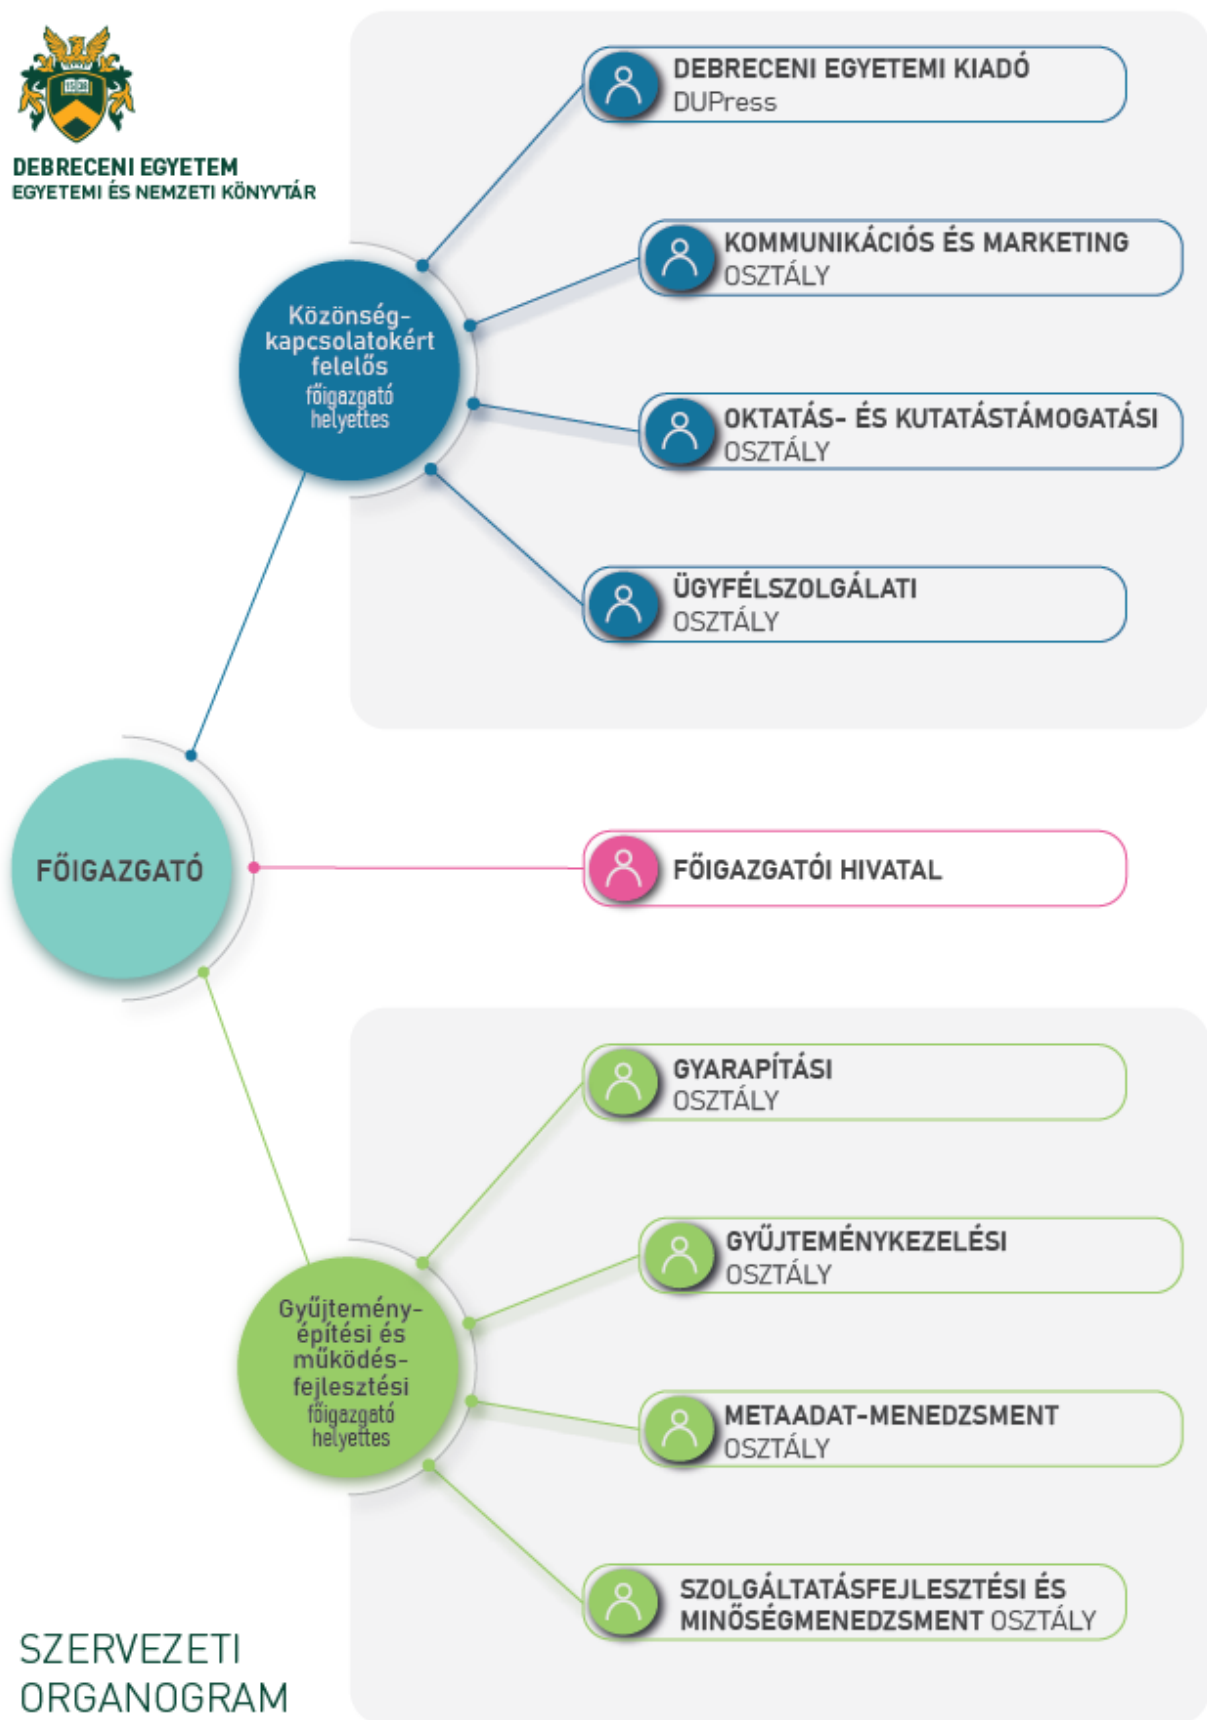 DEBRECENI EGYETEM
EGYETEMI ÉS NEMZETI KÖNYVTÁR
Közönség-
kapcsolatokért
felelős
főigazgató
helyettes
DEBRECENI EGYETEMI KIADÓ
DUPress
KOMMUNIKÁCIÓS ÉS MARKETING
OSZTÁLY
OKTATÁS- ÉS KUTATÁSTÁMOGATÁSI
OSZTÁLY
ÜGYFÉLSZOLGÁLATI
OSZTÁLY
FŐIGAZGATÓ
FŐIGAZGATÓI HIVATAL
Gyűjtemény-
építési és
működés-
fejlesztési
főigazgató
helyettes
GYARAPÍTÁSI
OSZTÁLY
GYŰJTEMÉNYKEZELÉSI
OSZTÁLY
METAADAT-MENEDZSMENT
OSZTÁLY
SZOLGÁLTATÁSFEJLESZTÉSI ÉS
MINŐSÉGMENEDZSMENT OSZTÁLY
SZERVEZETI
ORGANOGRAM